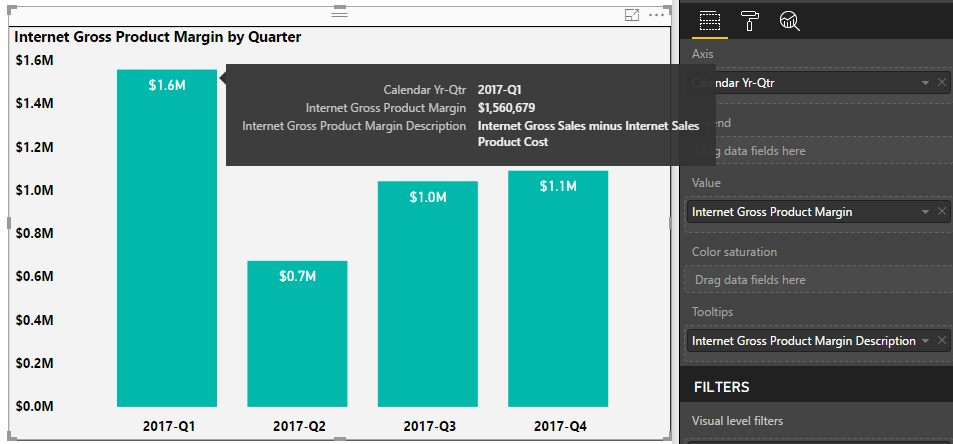 Internet Gross Product Margin by Quarter
$1.6M
$1.4M
$1.2M
$1.0M
$0.8M
$0.6M
$0.4M
$0.2M
$0.0M
$1.6M
$0.7M
$1.0M
$1.1M
2017-Q1
2017-Q2
2017-Q3
2017-Q4
Calendar Yr-Qtr 2017-Q1
Internet Gross Product Margin $1,560,679
Internet Gross Product Margin Description Internet Gross Sales minus Internet Sales
Product Cost
Axis
Calendar Yr-Qtr
Drag data fields here
Value
Internet Gross Product Margin
Color saturation
Drag data fields here
Tooltips
Internet Gross Product Margin Description
FILTERS
Visual level filters